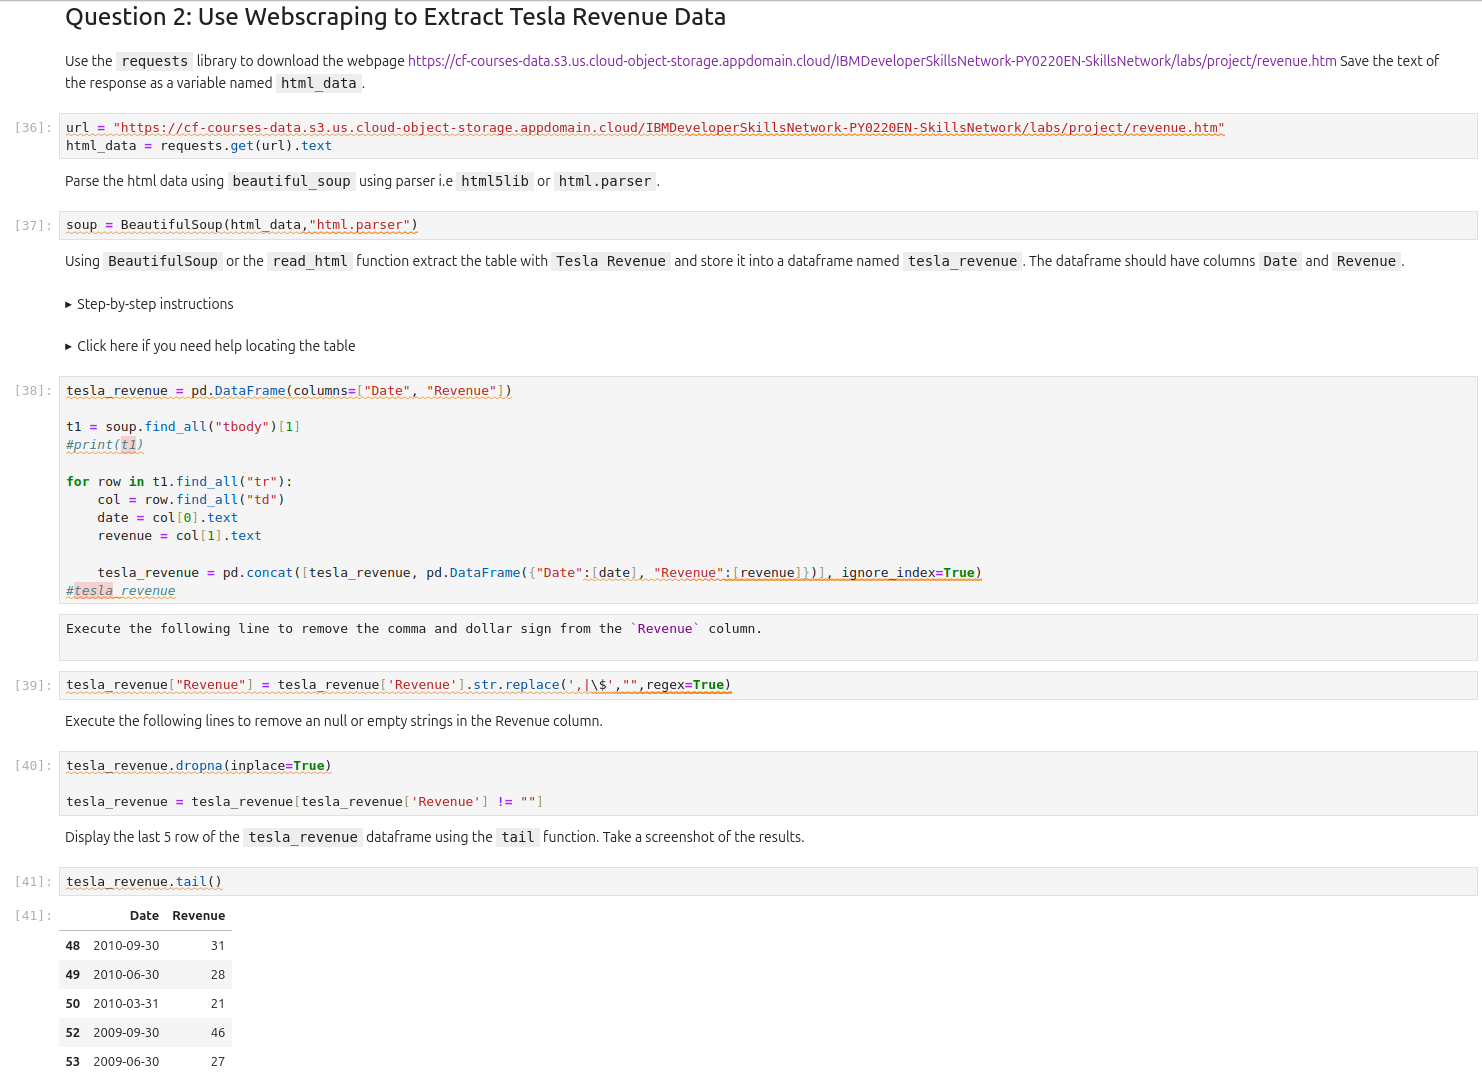 Question 2: Use Webscraping to Extract Tesla Revenue Data
Use the requests library to download the webpage https://cf-courses-data.s3.us.cloud-object-storage.appdomain.cloud/IBMDeveloperSkillsNetwork-PY0220EN-SkillsNetwork/labs/project/revenue.htm Save the text of
the response as a variable named html_data.
[36]: url = "https://cf-courses-data.s3.us.cloud-object-storage.appdomain.cloud/IBMDeveloperSkillsNetwork-PY0220EN-SkillsNetwork/labs/project/revenue.htm"
html_data = requests.get(url).text
Parse the html data using beautiful_soup using parser i.e html5lib or html.parser.
[37]: soup = BeautifulSoup(html_data,"html.parser")
Using BeautifulSoup or the read_html function extract the table with Tesla Revenue and store it into a dataframe named tesla_revenue. The dataframe should have columns Date and Revenue.
▸ Step-by-step instructions
▸ Click here if you need help locating the table
[38]: tesla_revenue = pd.DataFrame(columns=["Date", "Revenue"])
t1 = soup.find_all("tbody")[1]
#print(t1)
for row in t1.find_all("tr"):
    col = row.find_all("td")
    date = col[0].text
    revenue = col[1].text
    tesla_revenue = pd.concat([tesla_revenue, pd.DataFrame({"Date":[date], "Revenue":[revenue]})], ignore_index=True)
#tesla_revenue
Execute the following line to remove the comma and dollar sign from the `Revenue` column.
[39]: tesla_revenue["Revenue"] = tesla_revenue['Revenue'].str.replace(',|\$',"",regex=True)
Execute the following lines to remove an null or empty strings in the Revenue column.
[40]: tesla_revenue.dropna(inplace=True)
tesla_revenue = tesla_revenue[tesla_revenue['Revenue'] != ""]
Display the last 5 row of the tesla_revenue dataframe using the tail function. Take a screenshot of the results.
[41]: tesla_revenue.tail()
[41]: Date Revenue
48 2010-09-30 31
49 2010-06-30 28
50 2010-03-31 21
52 2009-09-30 46
53 2009-06-30 27